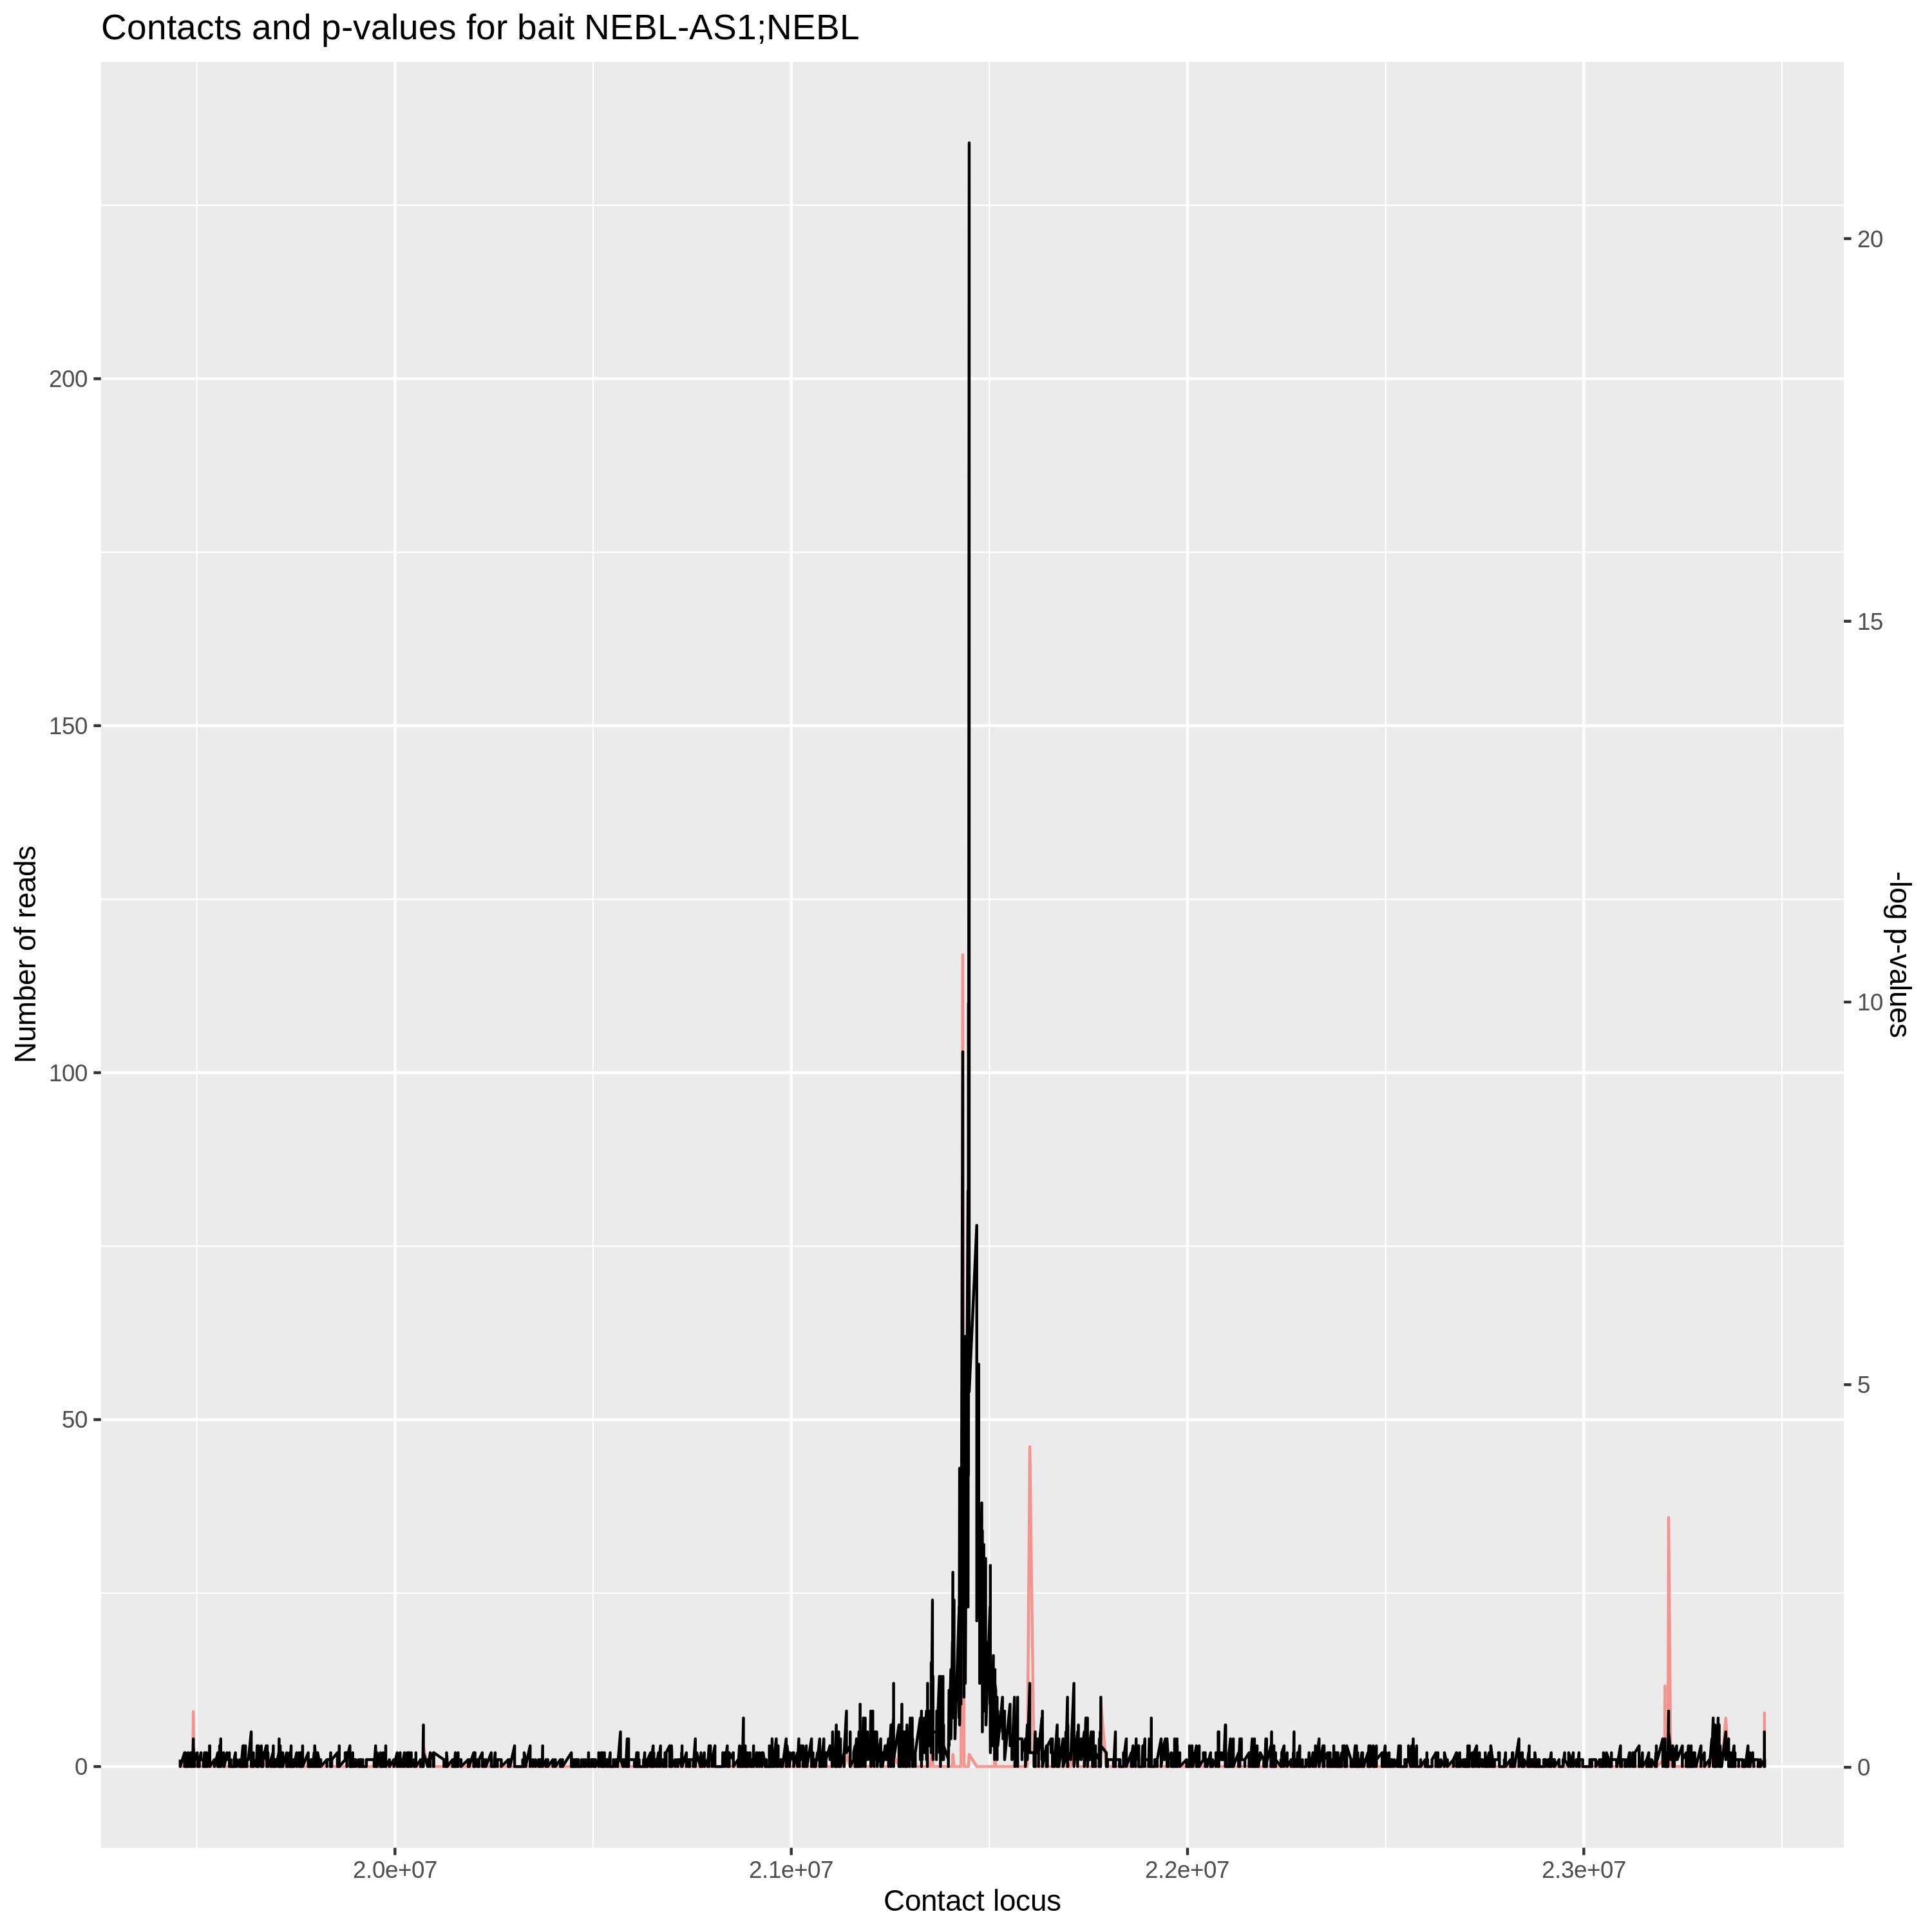 Contacts and p-values for bait NEBL-AS1;NEBL
Number of reads
200
150
100
50
0
20
15
10
5
0
-log p-values
2.0e+07
2.1e+07
2.2e+07
2.3e+07
Contact locus